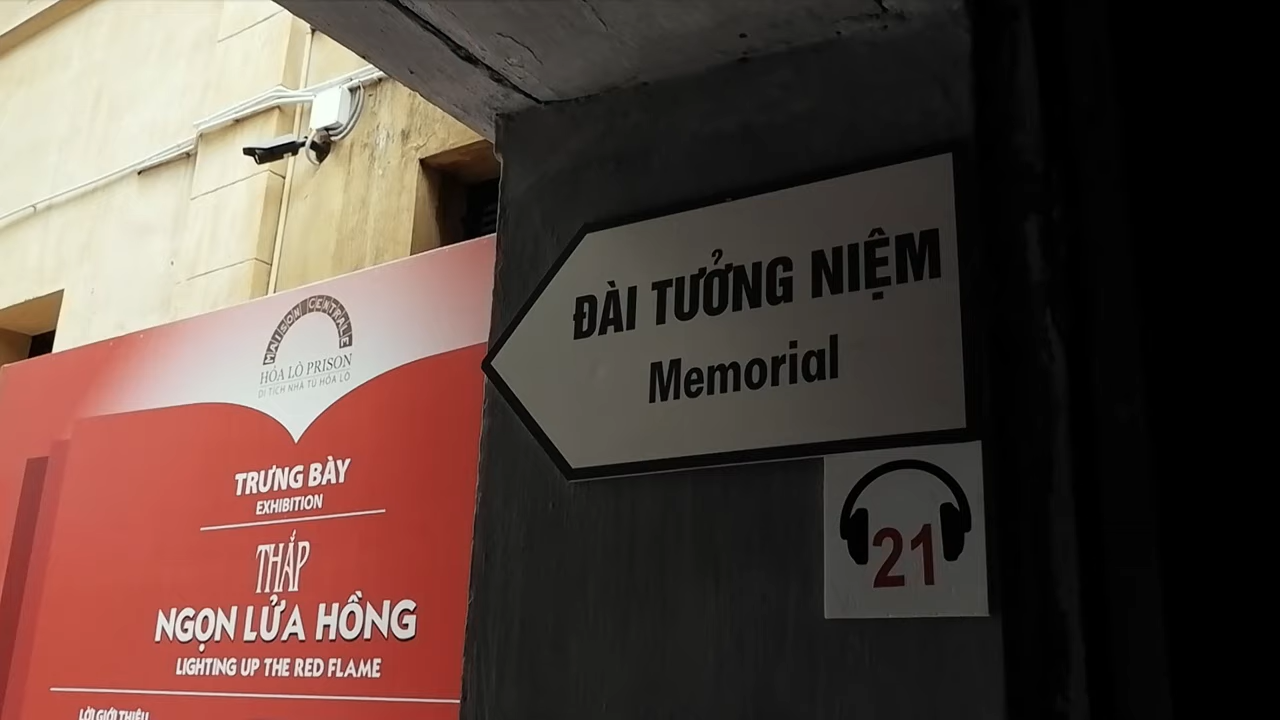 MAISON CENTRALE
HỎA LÒ PRISON
DI TÍCH NHÀ TÙ HỎA LÒ
TRƯNG BÀY
EXHIBITION
THẮP
NGỌN LỬA HỒNG
LIGHTING UP THE RED FLAME
LỜI GIỚI THIỆU
ĐÀI TƯỞNG NIỆM
Memorial
21